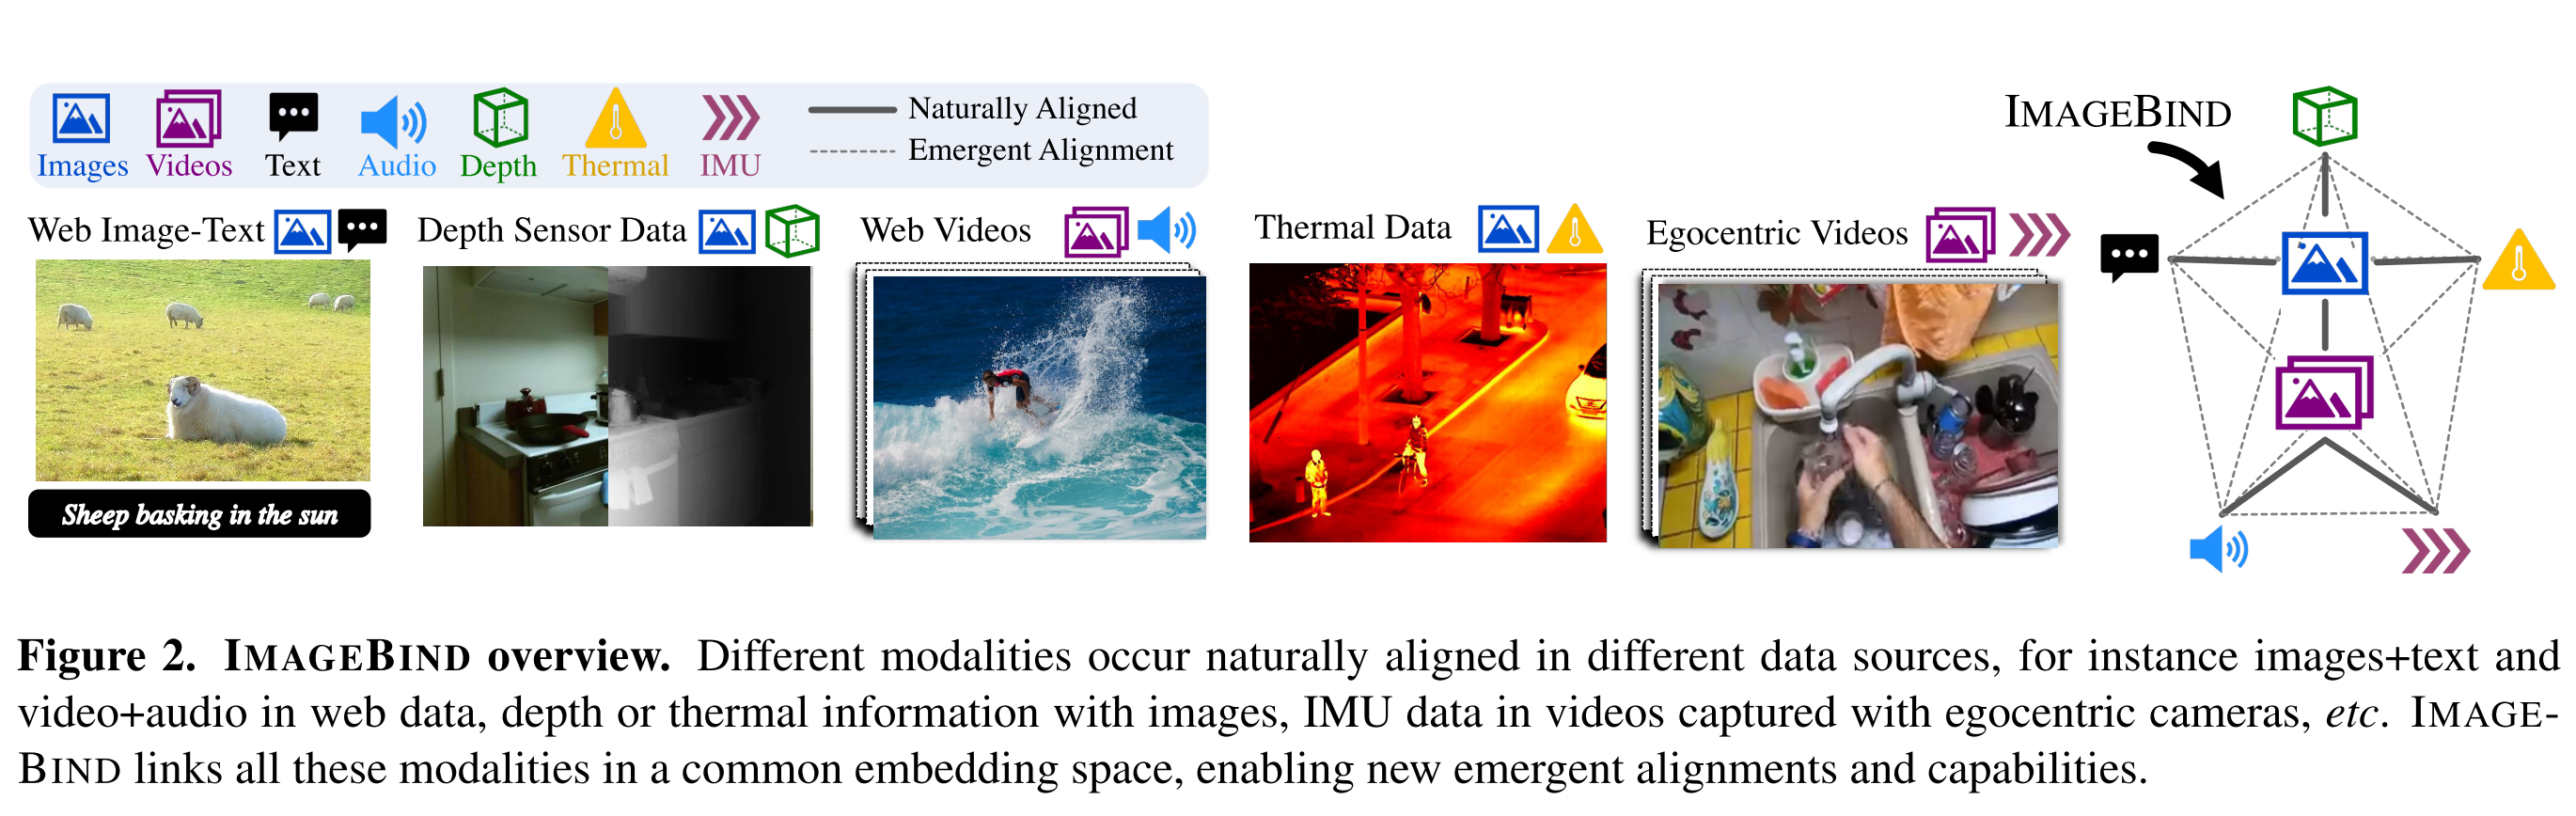 Images Videos Text Audio Depth Thermal IMU
Naturally Aligned
Emergent Alignment
IMAGEBIND
Web Image-Text
Depth Sensor Data
Web Videos
Thermal Data
Egocentric Videos
Sheep basking in the sun
Figure 2. IMAGEBIND overview. Different modalities occur naturally aligned in different data sources, for instance images+text and
video+audio in web data, depth or thermal information with images, IMU data in videos captured with egocentric cameras, etc. IMAGE-
BIND links all these modalities in a common embedding space, enabling new emergent alignments and capabilities.